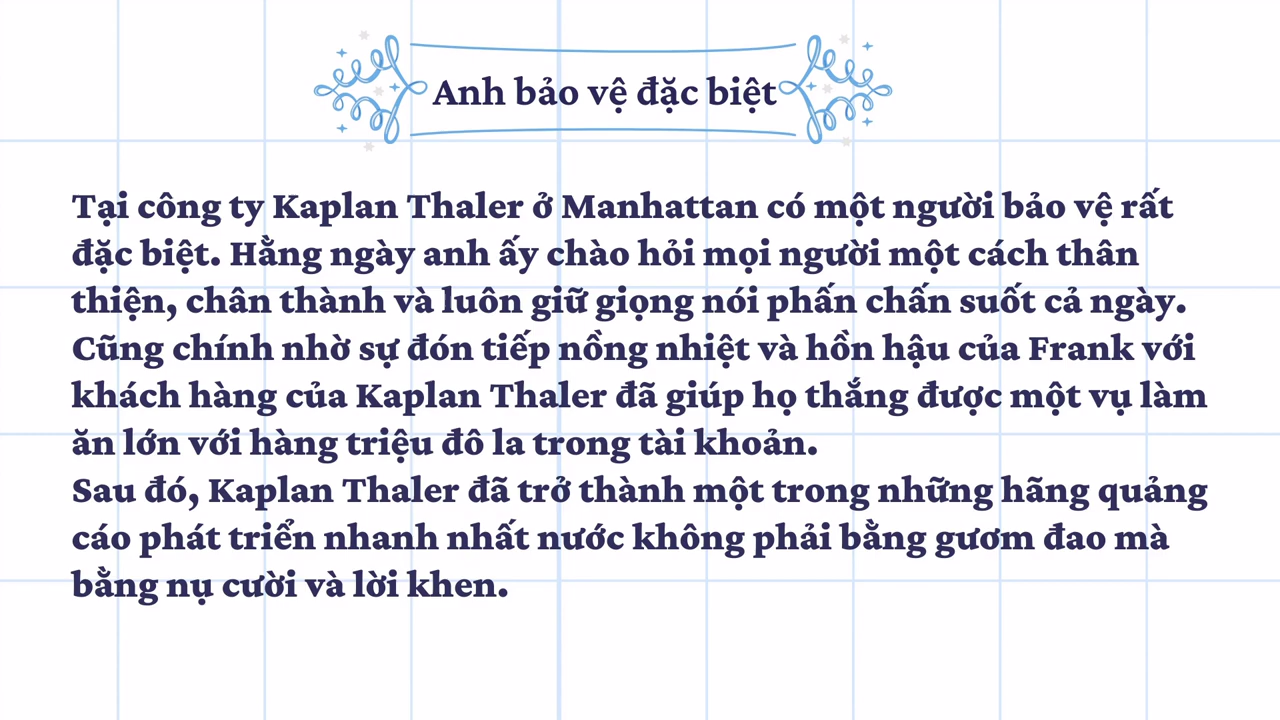 Anh bảo vệ đặc biệt
Tại công ty Kaplan Thaler ở Manhattan có một người bảo vệ rất
đặc biệt. Hằng ngày anh ấy chào hỏi mọi người một cách thân
thiện, chân thành và luôn giữ giọng nói phấn chấn suốt cả ngày.
Cũng chính nhờ sự đón tiếp nồng nhiệt và hồn hậu của Frank với
khách hàng của Kaplan Thaler đã giúp họ thắng được một vụ làm
ăn lớn với hàng triệu đô la trong tài khoản.
Sau đó, Kaplan Thaler đã trở thành một trong những hãng quảng
cáo phát triển nhanh nhất nước không phải bằng gươm đao mà
bằng nụ cười và lời khen.